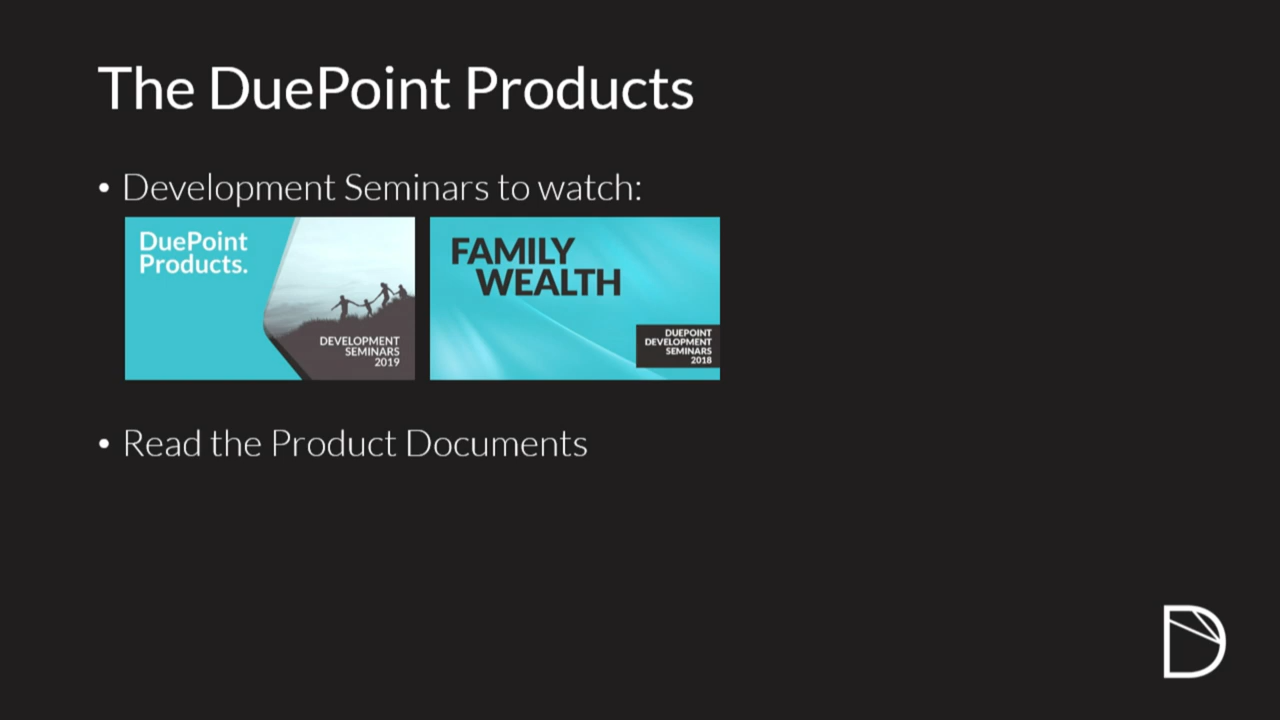 The DuePoint Products
• Development Seminars to watch:
DuePoint
Products.
DEVELOPMENT
SEMINARS
2019
FAMILY
WEALTH
DUEPOINT
DEVELOPMENT
SEMINARS
2018
• Read the Product Documents